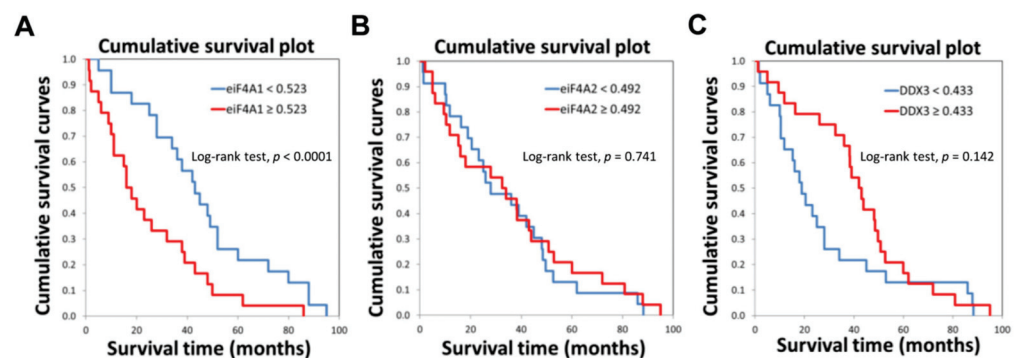 A
Cumulative survival plot
Cumulative survival curves
1.0
0.9
0.8
0.7
0.6
0.5
0.4
0.3
0.2
0.1
0.0
eiF4A1 < 0.523
eiF4A1 ≥ 0.523
Log-rank test, p < 0.0001
0 20 40 60 80 100
Survival time (months)
B
Cumulative survival plot
Cumulative survival curves
1.0
0.9
0.8
0.7
0.6
0.5
0.4
0.3
0.2
0.1
0.0
eiF4A2 < 0.492
eiF4A2 ≥ 0.492
Log-rank test, p = 0.741
0 20 40 60 80 100
Survival time (months)
C
Cumulative survival plot
Cumulative survival curves
1.0
0.9
0.8
0.7
0.6
0.5
0.4
0.3
0.2
0.1
0.0
DDX3 < 0.433
DDX3 ≥ 0.433
Log-rank test, p = 0.142
0 20 40 60 80 100
Survival time (months)